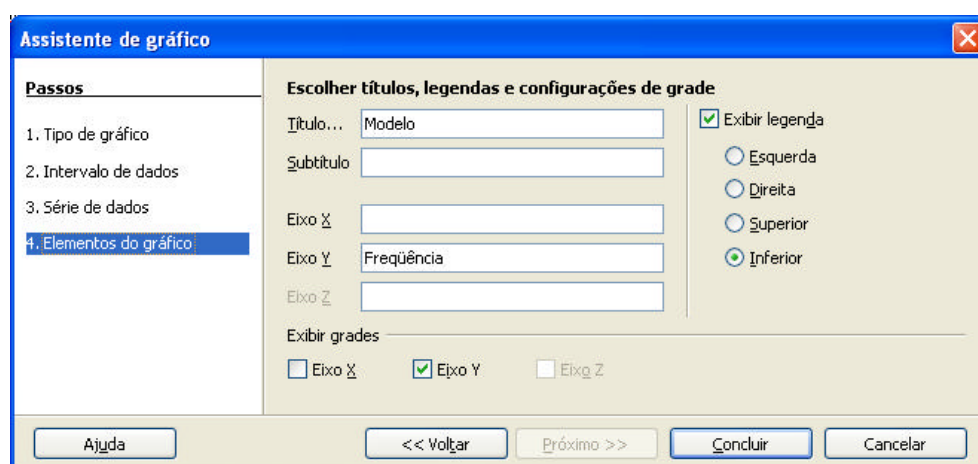 Assistente de gráfico
Passos
1. Tipo de gráfico
2. Intervalo de dados
3. Série de dados
4. Elementos do gráfico
Escolher títulos, legendas e configurações de grade
Título... Modelo
Subtítulo
Eixo X
Eixo Y Freqüência
Eixo Z
Exibir legenda
Esquerda
Direita
Superior
Inferior
Exibir grades
Eixo X Eixo Y Eixo Z
Ajuda << Voltar Próximo >> Concluir Cancelar